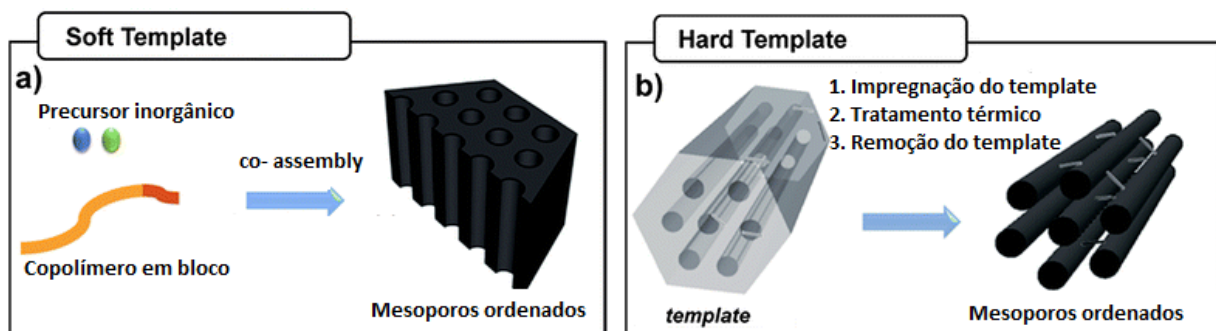 Soft Template
a)
Precursor inorgânico
co- assembly
Copolímero em bloco
Mesoporos ordenados
Hard Template
b)
1. Impregnação do template
2. Tratamento térmico
3. Remoção do template
template
Mesoporos ordenados